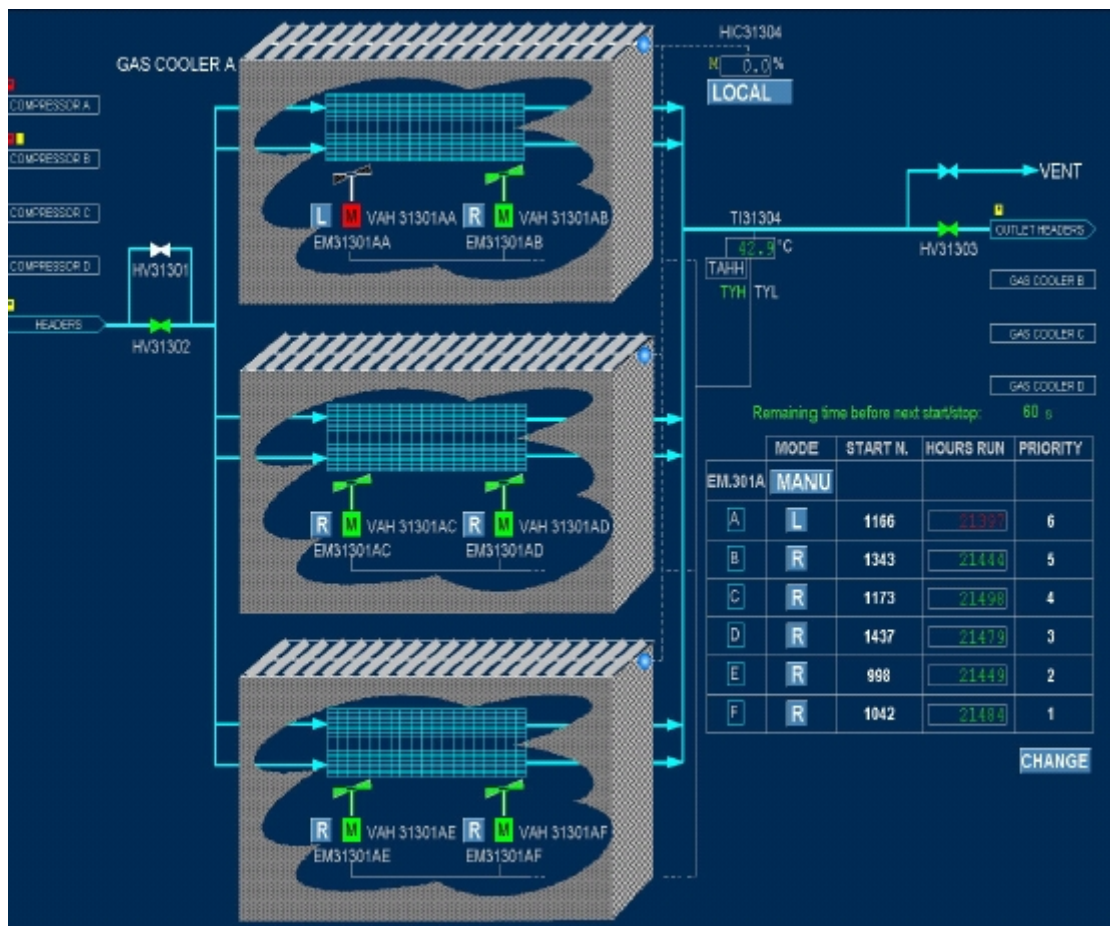 HIC31304
GAS COOLER A
M 0.0 %
LOCAL
COMPRESSOR A
COMPRESSOR B
VENT
L M VAH 31301AA R M VAH 31301AB
EM31301AA EM31301AB
COMPRESSOR C
TI31304
OUTLET HEADERS
42.9 °C
HV31303
COMPRESSOR D
HV31301
TAHH
GAS COOLER B
TYH TYL
HEADERS
HV31302
GAS COOLER C
GAS COOLER D
Remaining time before next start/stop: 60 s
MODE START N. HOURS RUN PRIORITY
EM.301A MANU
A L 1166 21397 6
R M VAH 31301AC R M VAH 31301AD
EM31301AC EM31301AD
B R 1343 21444 5
C R 1173 21498 4
D R 1437 21479 3
E R 998 21449 2
F R 1042 21484 1
CHANGE
R M VAH 31301AE R M VAH 31301AF
EM31301AE EM31301AF